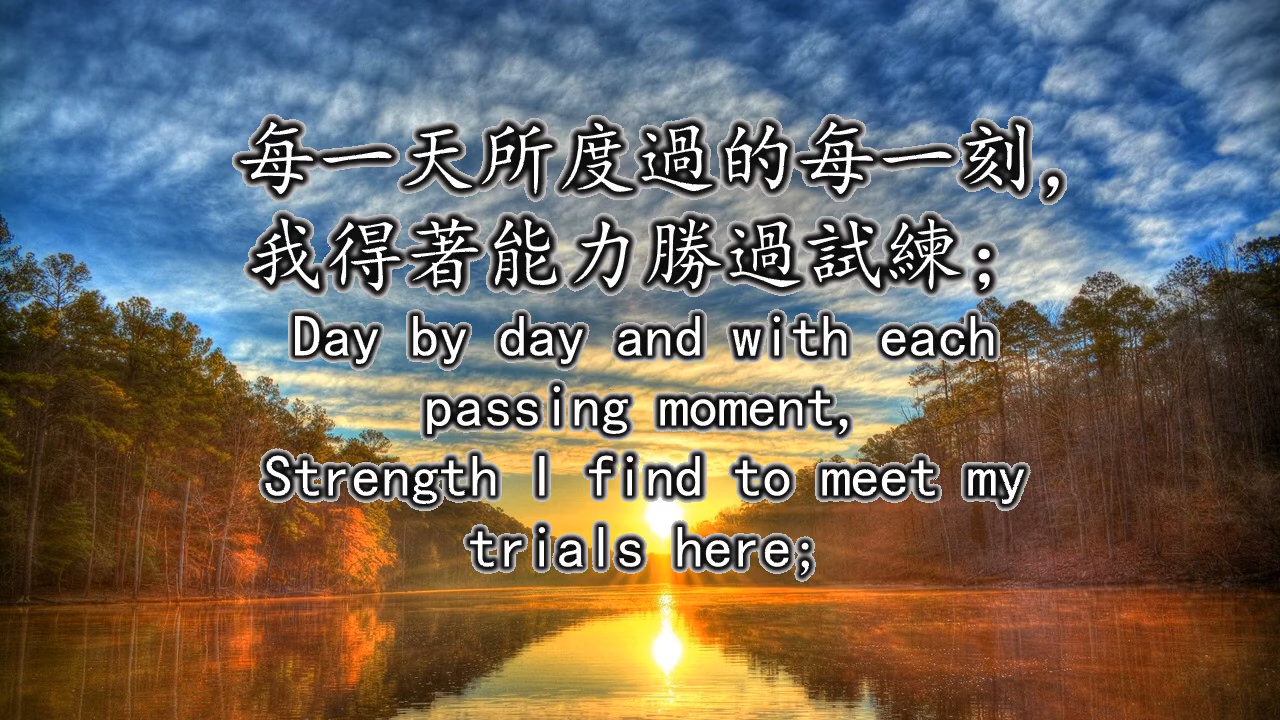 每一天所度過的每一刻，
我得著能力勝過試練；
Day by day and with each
passing moment,
Strength I find to meet my
trials here;